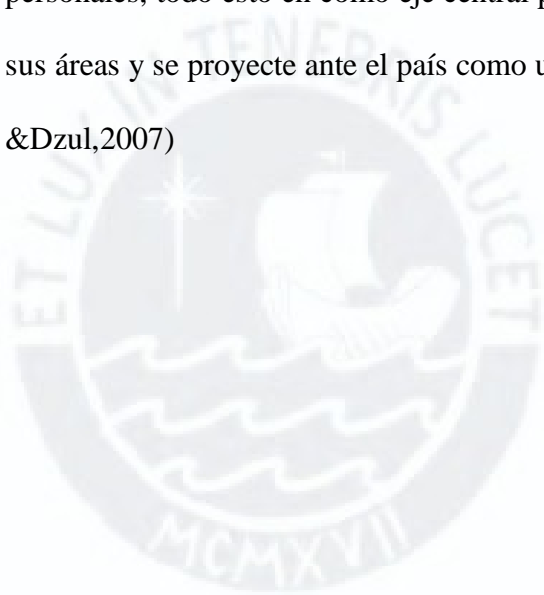 personales, todo esto en como eje central p
sus áreas y se proyecte ante el país como u
&Dzul,2007)
ET LUX IN TENEBRIS LUCET
MCMXVII